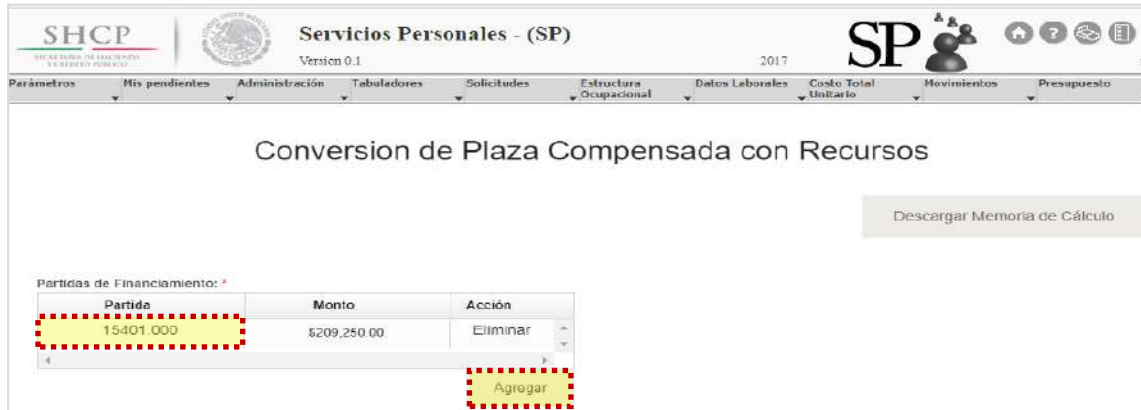 SHCP
SECRETARÍA DE HACIENDA
Y CRÉDITO PÚBLICO
Servicios Personales - (SP)
Version 0.1
2017
SP
Parámetros
Mis pendientes
Administración
Tabuladores
Solicitudes
Estructura
Ocupacional
Datos Laborales
Costo Total
Unitario
Movimientos
Presupuesto
Conversion de Plaza Compensada con Recursos
Descargar Memoria de Cálculo
Partidas de Financiamiento: *
Partida Monto Acción
15401.000 $209,250.00 Eliminar
Agregar